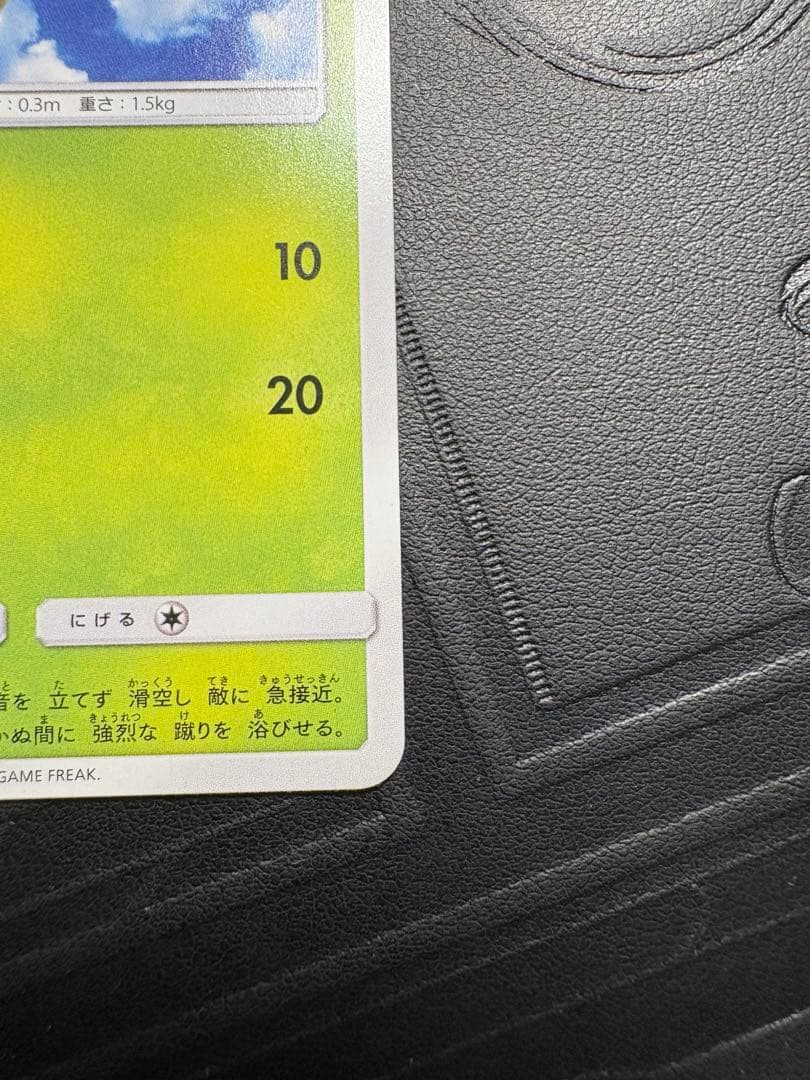 : 0.3m 重さ : 1.5kg
10
20
にげる
音を 立てず 滑空し 敵に 急接近。
ぬ間に 強烈な 蹴りを 浴びせる。
GAME FREAK.